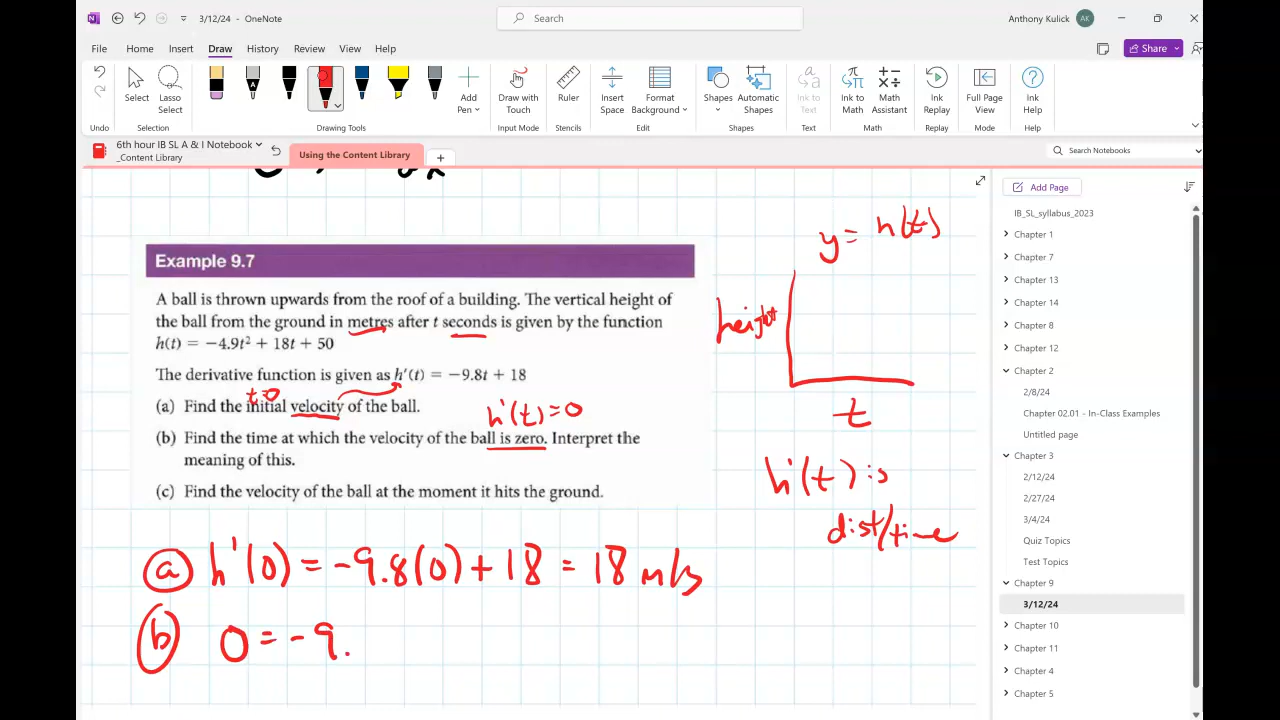 3/12/24 - OneNote
Search
Anthony Kulick
AK
File Home Insert Draw History Review View Help
Share
Select
Lasso Select
Add Pen
Draw with Touch
Ruler
Insert Space
Format Background
Shapes
Automatic Shapes
Ink to Text
Ink to Math
Math Assistant
Ink Replay
Full Page View
Ink Help
Undo Selection Drawing Tools Input Mode Stencils Edit Shapes Text Math Replay Mode Help
6th hour IB SL A & I Notebook
_Content Library
Using the Content Library
Search Notebooks
Add Page
IB_SL_syllabus_2023
Chapter 1
Chapter 7
Chapter 13
Chapter 14
Chapter 8
Chapter 12
Chapter 2
2/8/24
Chapter 02.01 - In-Class Examples
Untitled page
Chapter 3
2/12/24
2/27/24
3/4/24
Quiz Topics
Test Topics
Chapter 9
3/12/24
Chapter 10
Chapter 11
Chapter 4
Chapter 5
Example 9.7
A ball is thrown upwards from the roof of a building. The vertical height of
the ball from the ground in metres after t seconds is given by the function
h(t) = −4.9t² + 18t + 50
The derivative function is given as h'(t) = −9.8t + 18
t=0
(a) Find the initial velocity of the ball.
h'(t)=0
(b) Find the time at which the velocity of the ball is zero. Interpret the
meaning of this.
(c) Find the velocity of the ball at the moment it hits the ground.
y = h(t)
height
t
h'(t) is
dist/time
a h'(0) = -9.8(0) + 18 = 18 m/s
b 0 = -9.